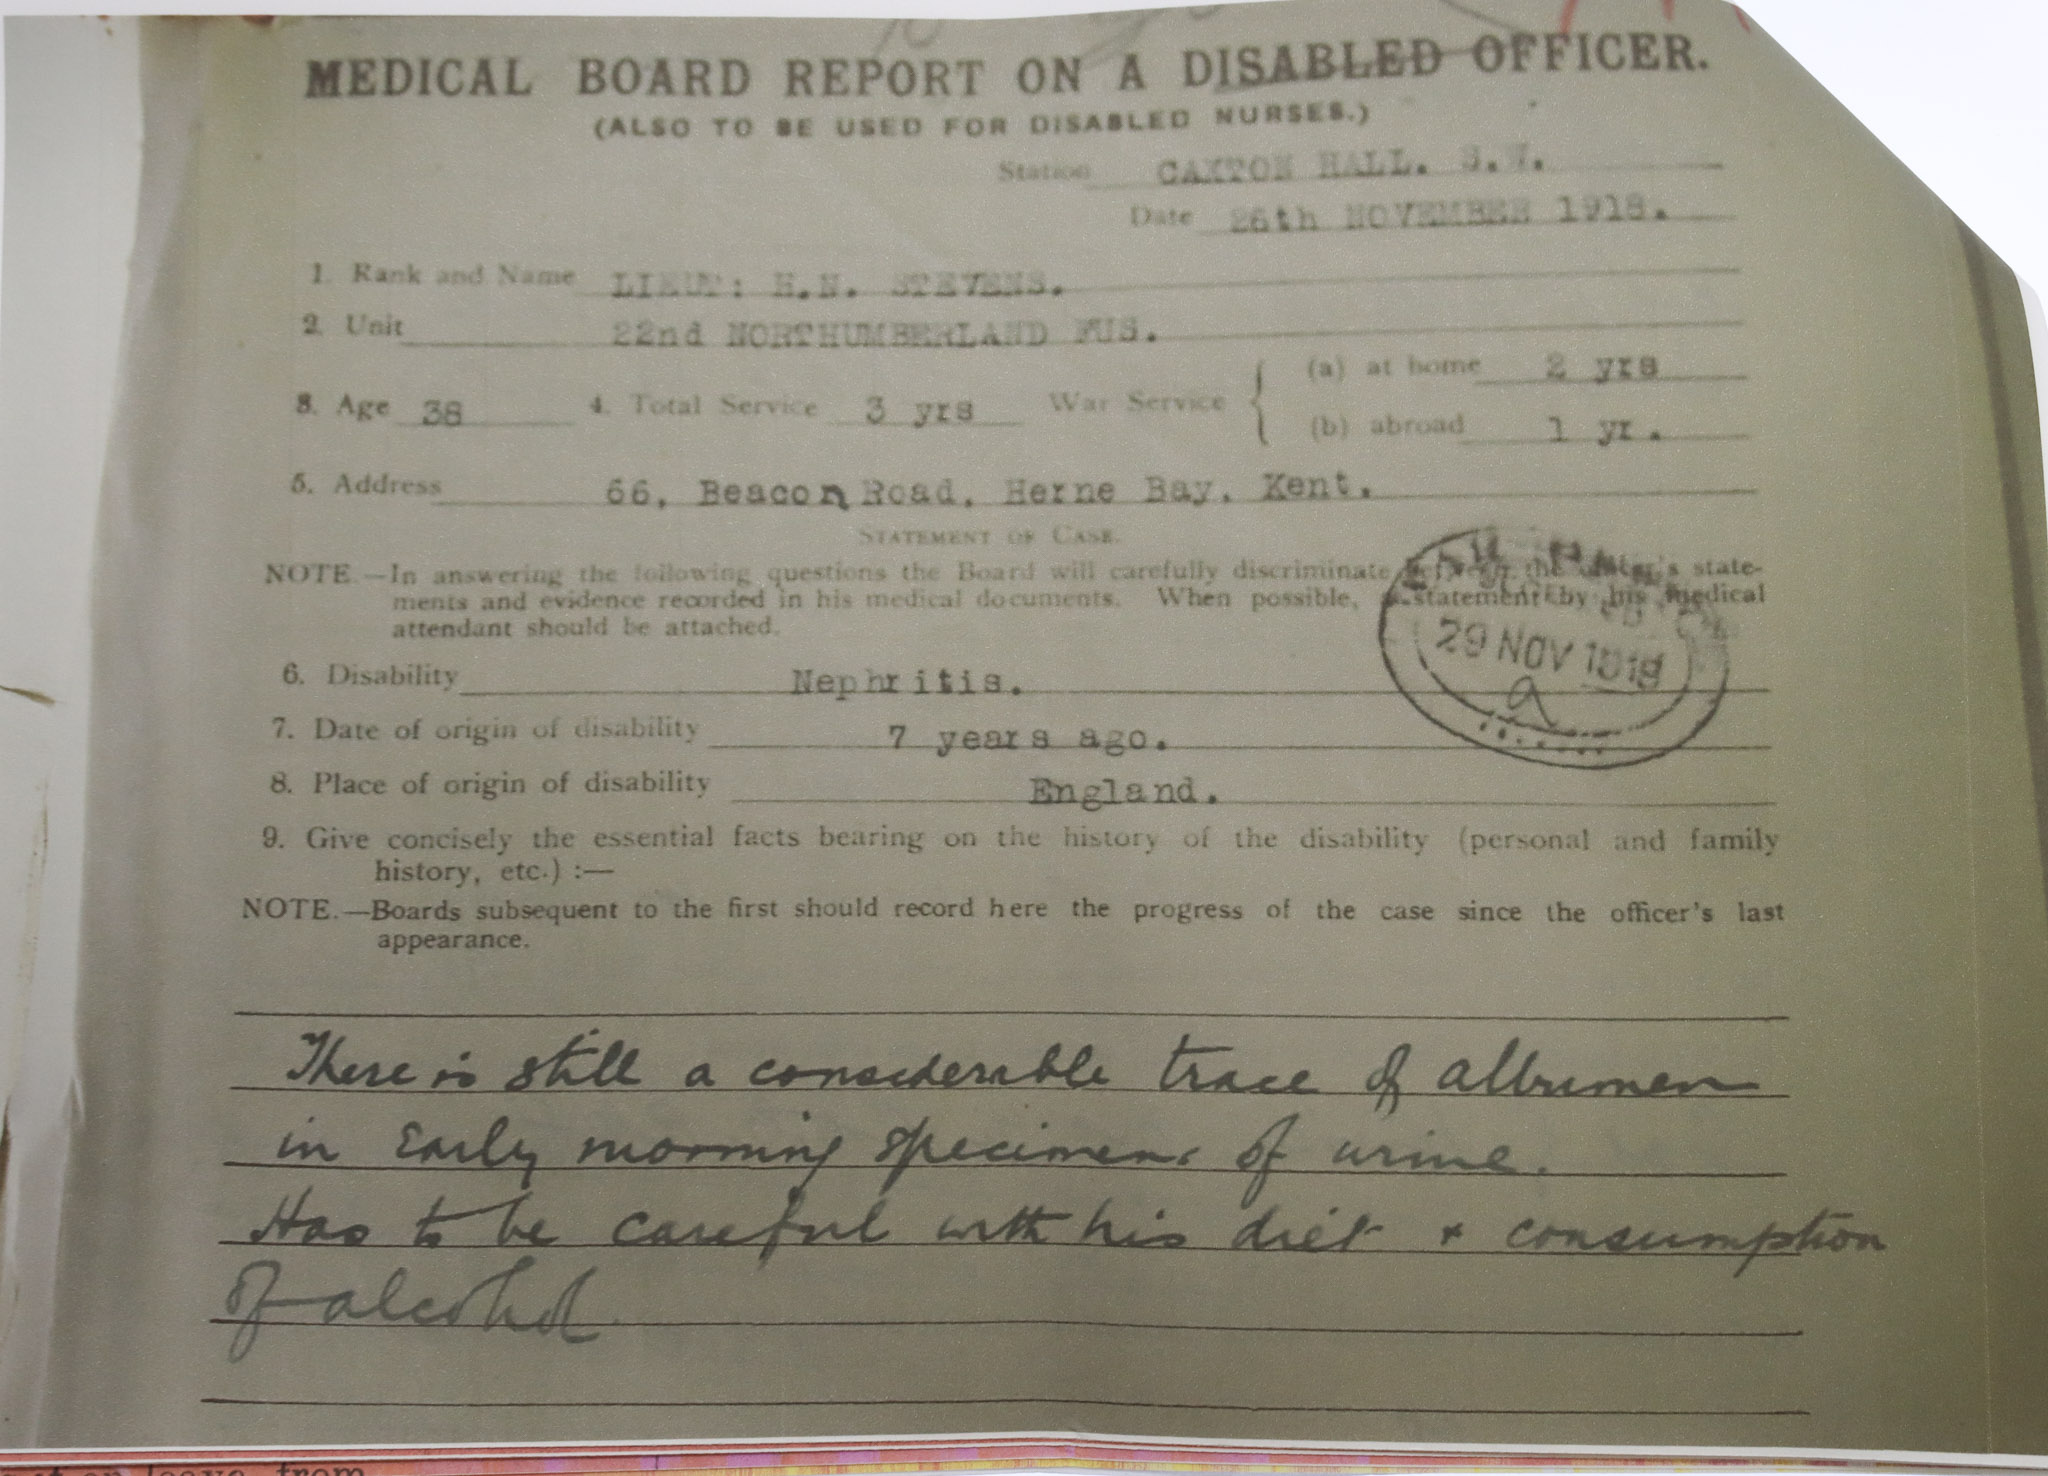 MEDICAL BOARD REPORT ON A DISABLED OFFICER.
(ALSO TO BE USED FOR DISABLED NURSES.)
Station CAXTON HALL. S.W.
Date 26th NOVEMBER 1918.
1. Rank and Name LIEUT: H.N. STEVENS.
2. Unit 22nd NORTHUMBERLAND FUS.
3. Age 38 4. Total Service 3 yrs War Service (a) at home 2 yrs
(b) abroad 1 yr.
5. Address 66, Beacon Road, Herne Bay, Kent.
STATEMENT OF CASE.
NOTE.—In answering the following questions the Board will carefully discriminate between the officer's state-
ments and evidence recorded in his medical documents. When possible, a statement by his medical
attendant should be attached.
29 NOV 1918
6. Disability Nephritis.
7. Date of origin of disability 7 years ago.
8. Place of origin of disability England.
9. Give concisely the essential facts bearing on the history of the disability (personal and family
history, etc.) :—
NOTE.—Boards subsequent to the first should record here the progress of the case since the officer's last
appearance.
There is still a considerable trace of albumen
in early morning specimens of urine.
Has to be careful with his diet + consumption
of alcohol.
leave from